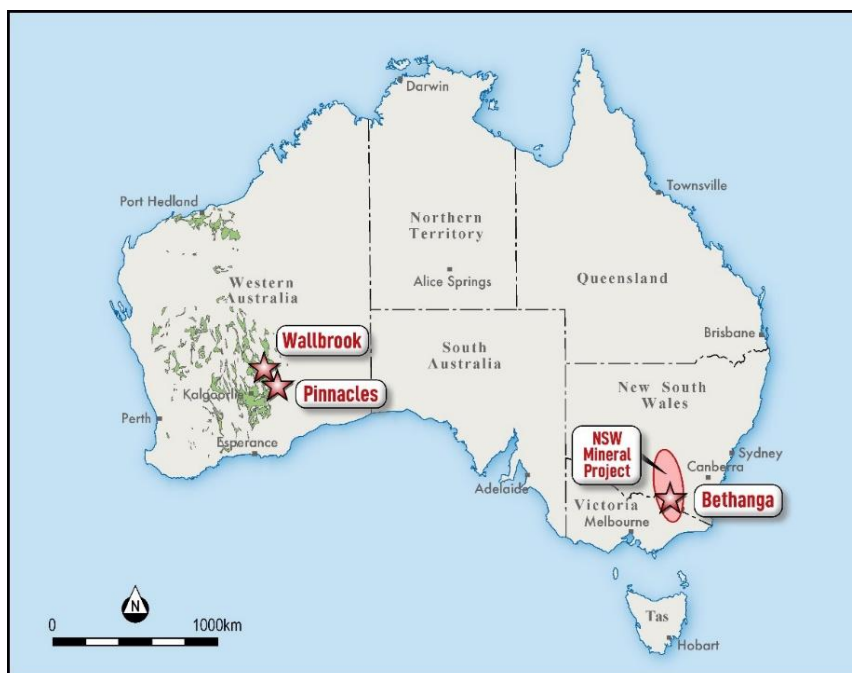 Darwin
Port Hedland
Townsville
Northern
Territory
Western
Australia
Alice Springs
Queensland
Wallbrook
South
Australia
Brisbane
Kalgoorlie
Pinnacles
New South
Wales
Perth
Esperance
NSW
Mineral
Project
Sydney
Canberra
Adelaide
Bethanga
Victoria
Melbourne
N
0
1000km
Tas
Hobart